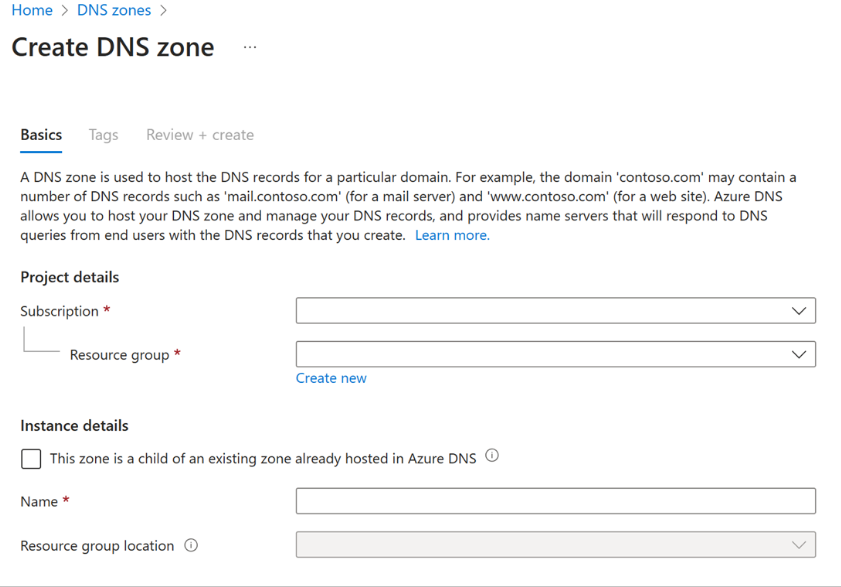 Home > DNS zones >
Create DNS zone ...
Basics Tags Review + create
A DNS zone is used to host the DNS records for a particular domain. For example, the domain 'contoso.com' may contain a
number of DNS records such as 'mail.contoso.com' (for a mail server) and 'www.contoso.com' (for a web site). Azure DNS
allows you to host your DNS zone and manage your DNS records, and provides name servers that will respond to DNS
queries from end users with the DNS records that you create. Learn more.
Project details
Subscription *
Resource group *
Create new
Instance details
This zone is a child of an existing zone already hosted in Azure DNS
Name *
Resource group location